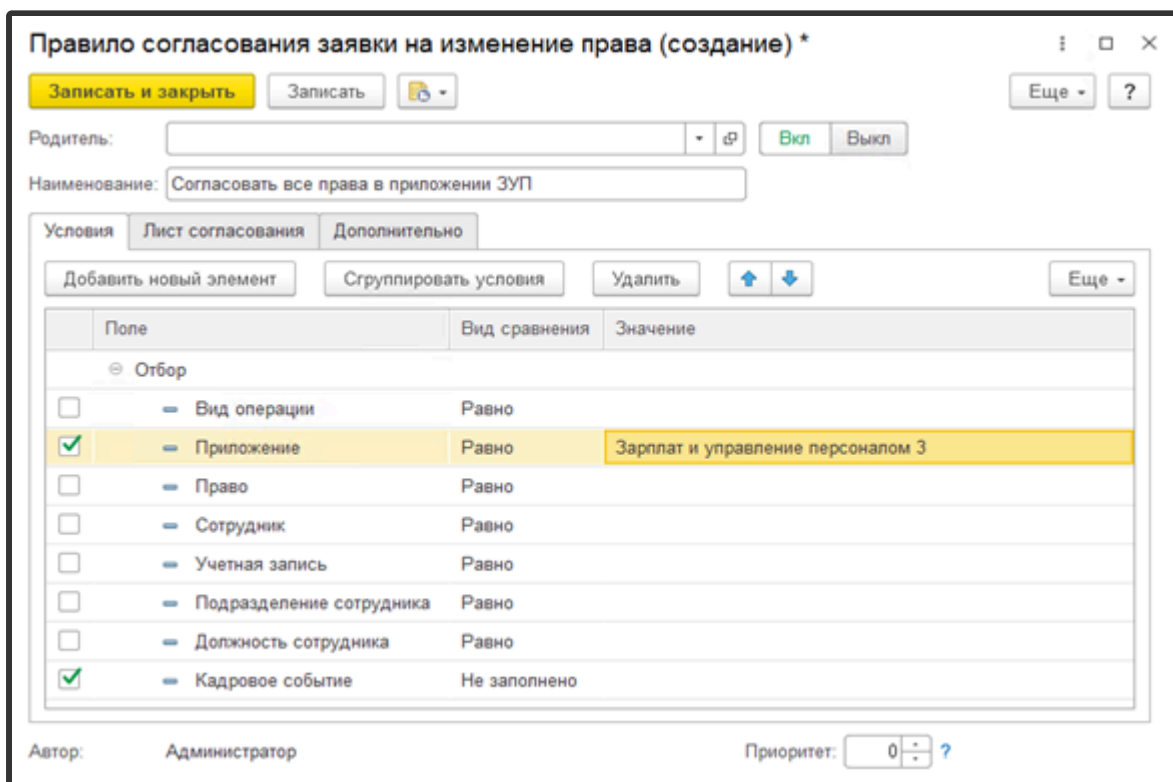 Правило согласования заявки на изменение права (создание) *
Записать и закрыть Записать Еще ?
Родитель: Вкл Выкл
Наименование: Согласовать все права в приложении ЗУП
Условия Лист согласования Дополнительно
Добавить новый элемент Сгруппировать условия Удалить Еще
Поле Вид сравнения Значение
Отбор
Вид операции Равно
Приложение Равно Зарплат и управление персоналом 3
Право Равно
Сотрудник Равно
Учетная запись Равно
Подразделение сотрудника Равно
Должность сотрудника Равно
Кадровое событие Не заполнено
Автор: Администратор Приоритет: 0 ?